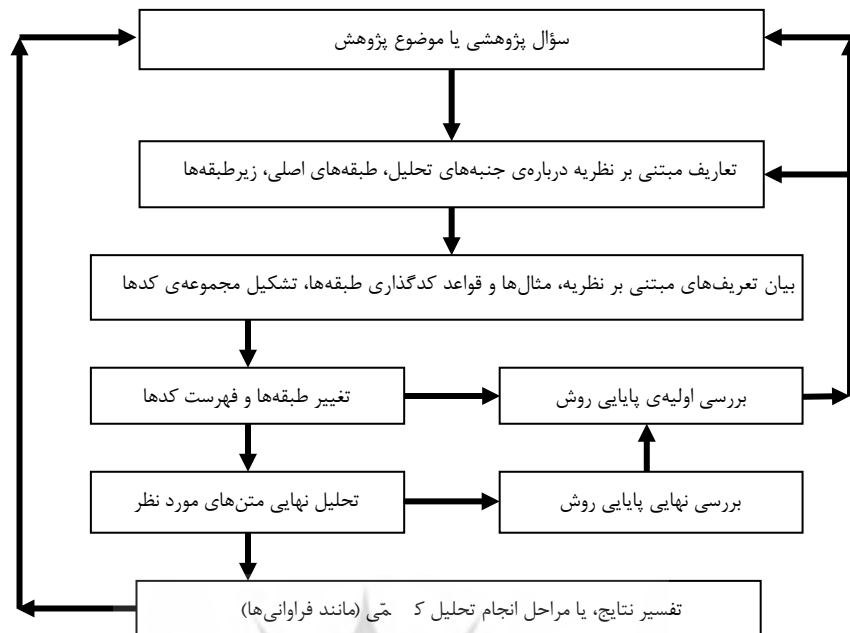 سؤال پژوهشی یا موضوع پژوهش
تعاریف مبتنی بر نظریه درباره‌ی جنبه‌های تحلیل، طبقه‌های اصلی، زیرطبقه‌ها
بیان تعریف‌های مبتنی بر نظریه، مثال‌ها و قواعد کدگذاری طبقه‌ها، تشکیل مجموعه‌ی کدها
تغییر طبقه‌ها و فهرست کدها
بررسی اولیه‌ی پایایی روش
تحلیل نهایی متن‌های مورد نظر
بررسی نهایی پایایی روش
تفسیر نتایج، یا مراحل انجام تحلیل کمّی (مانند فراوانی‌ها)